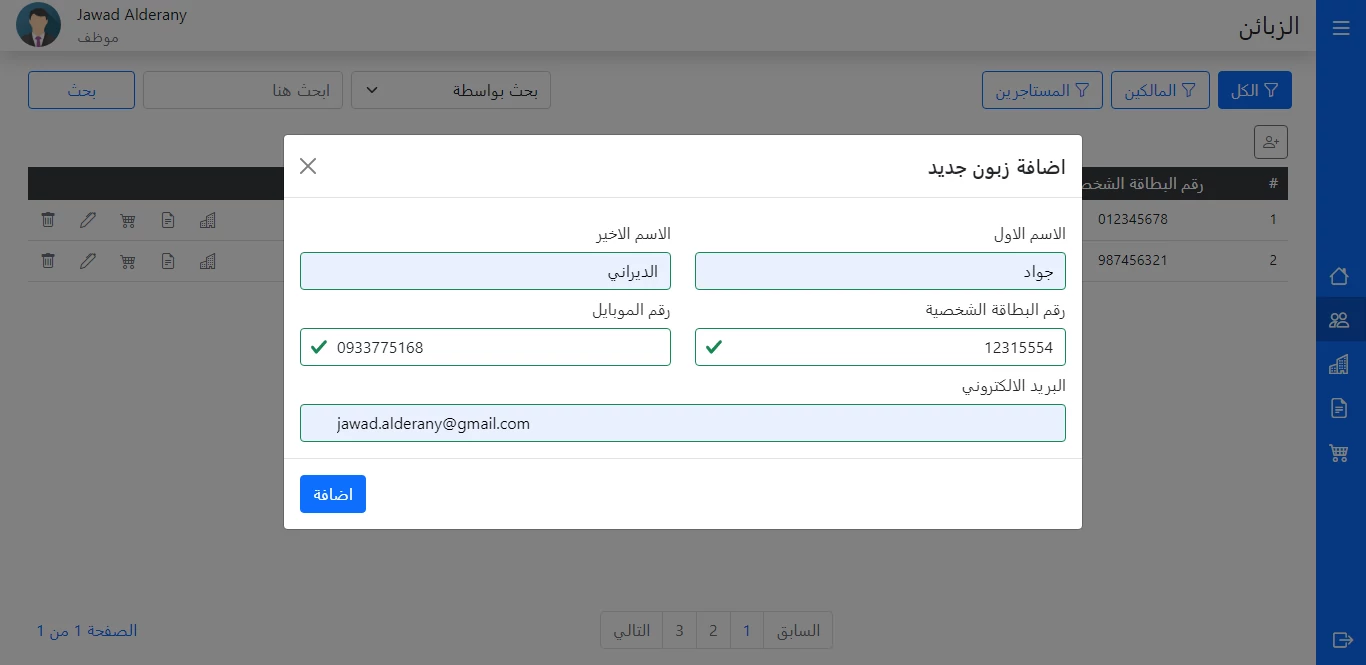 الزبائن
Jawad Alderany
موظف
الكل
المالكين
المستاجرين
بحث بواسطة
ابحث هنا
بحث
# رقم البطاقة
1 012345678
2 987456321
اضافة زبون جديد
الاسم الاول
جواد
الاسم الاخير
الديراني
رقم البطاقة الشخصية
12315554
رقم الموبايل
0933775168
البريد الالكتروني
jawad.alderany@gmail.com
اضافة
السابق 1 2 3 التالي
الصفحة 1 من 1